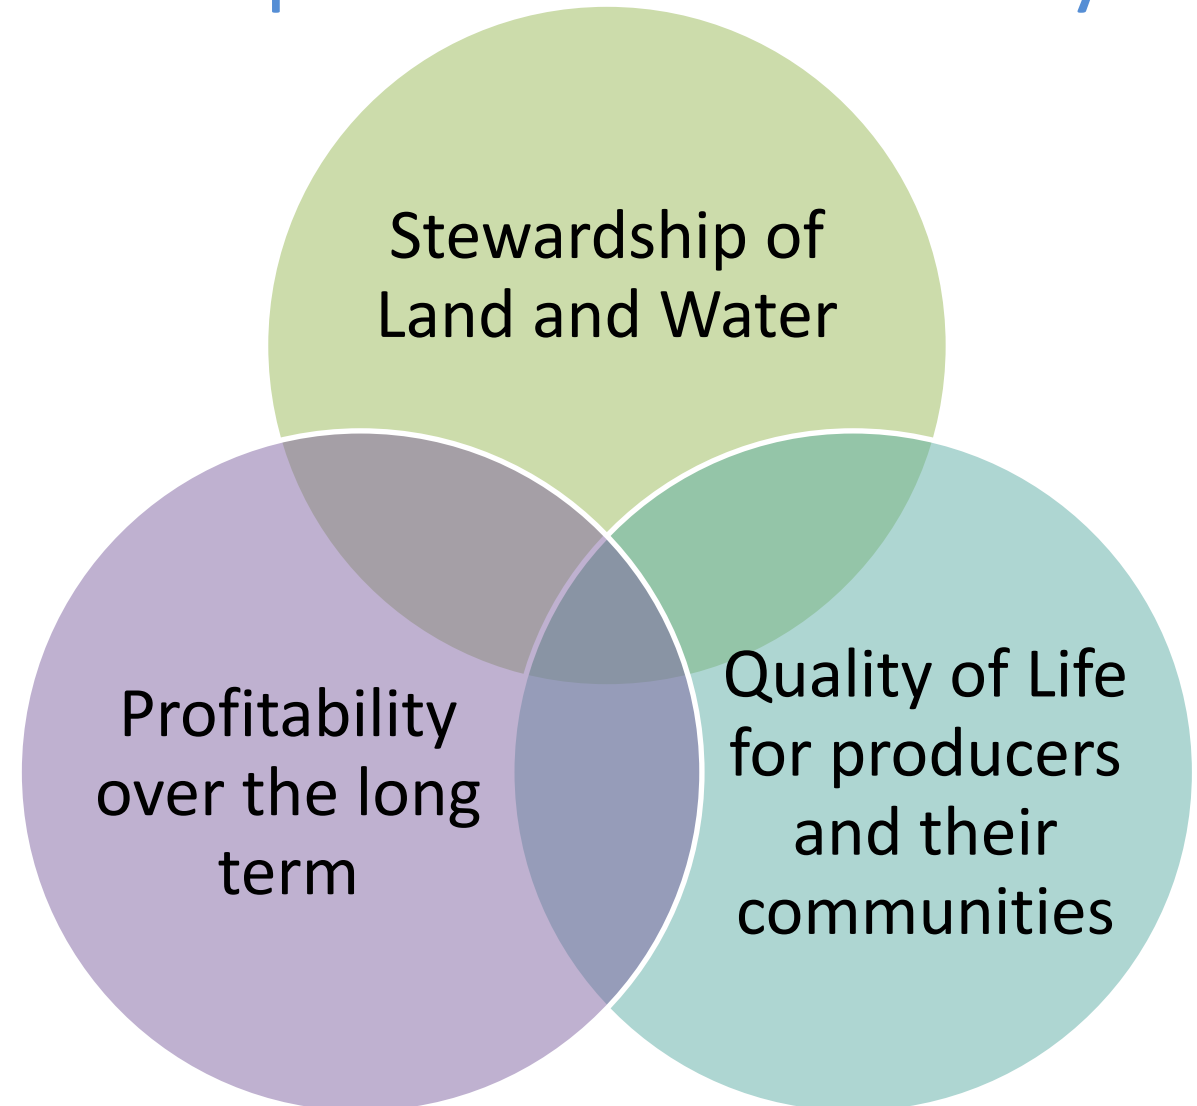 Stewardship of
Land and Water
Profitability
over the long
term
Quality of Life
for producers
and their
communities